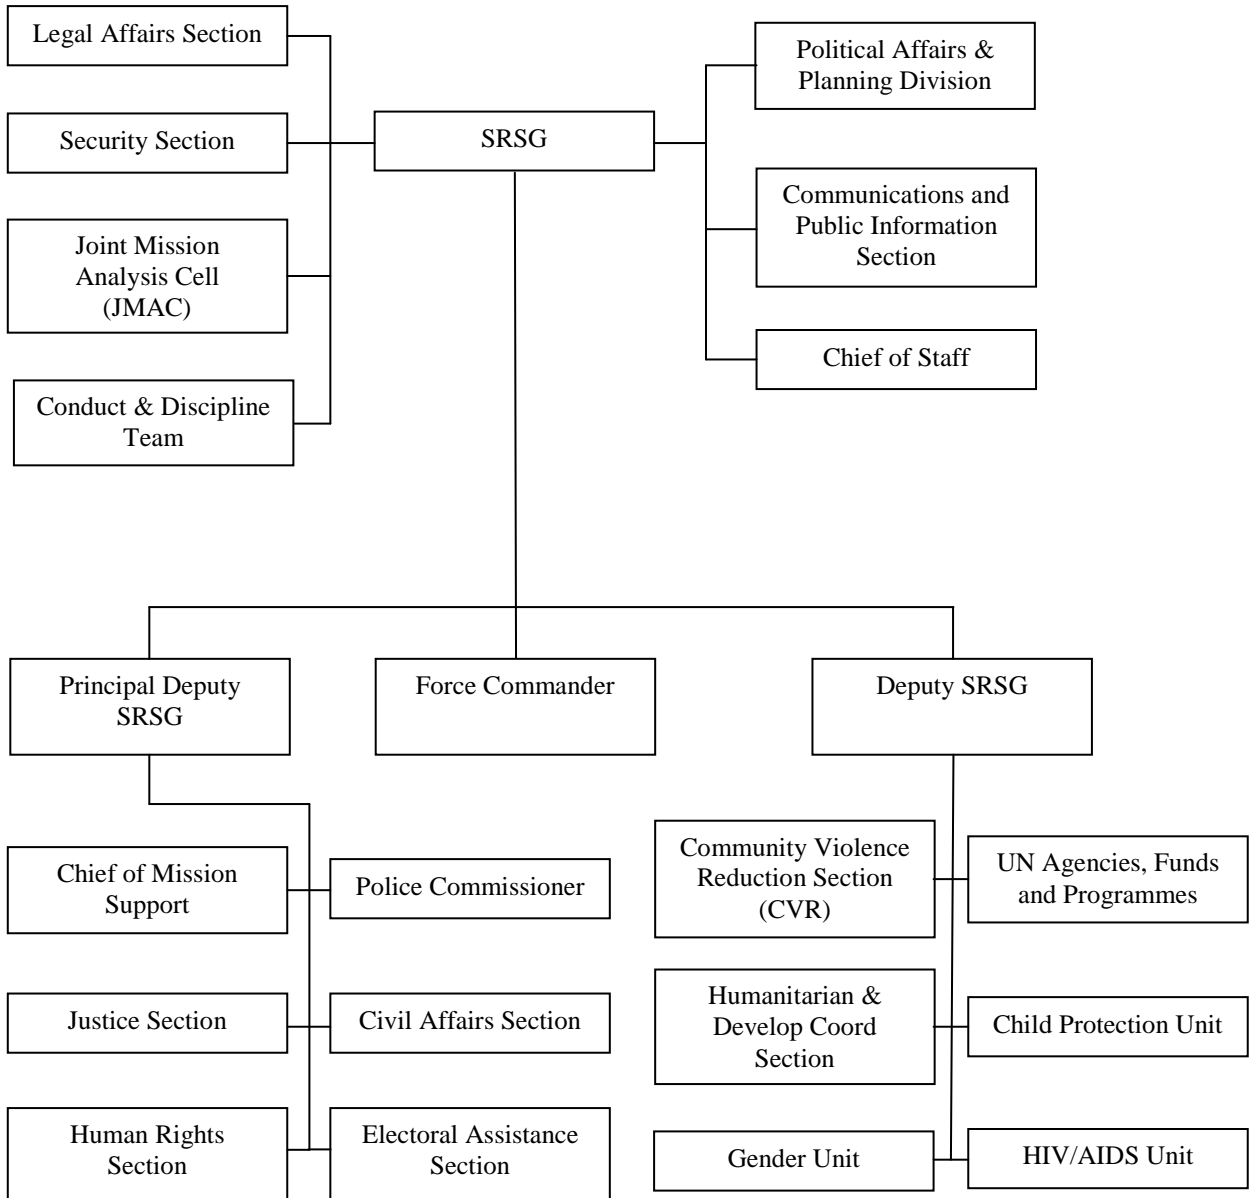 Legal Affairs Section
Security Section
Joint Mission
Analysis Cell
(JMAC)
Conduct & Discipline
Team
SRSG
Political Affairs &
Planning Division
Communications and
Public Information
Section
Chief of Staff
Principal Deputy
SRSG
Force Commander
Deputy SRSG
Chief of Mission
Support
Police Commissioner
Justice Section
Civil Affairs Section
Human Rights
Section
Electoral Assistance
Section
Community Violence
Reduction Section
(CVR)
UN Agencies, Funds
and Programmes
Humanitarian &
Develop Coord
Section
Child Protection Unit
Gender Unit
HIV/AIDS Unit